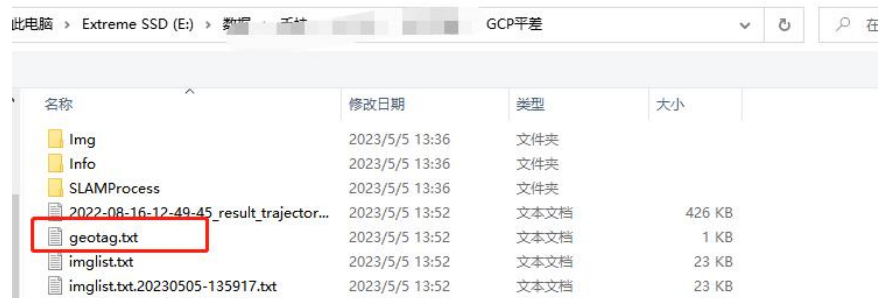 此电脑 › Extreme SSD (E:) › 数据 GCP平差 在
名称 修改日期 类型 大小
Img 2023/5/5 13:36 文件夹
Info 2023/5/5 13:36 文件夹
SLAMProcess 2023/5/5 13:36 文件夹
2022-08-16-12-49-45_result_trajector... 2023/5/5 13:52 文本文档 426 KB
geotag.txt 2023/5/5 13:52 文本文档 1 KB
imglist.txt 2023/5/5 13:52 文本文档 23 KB
imglist.txt.20230505-135917.txt 2023/5/5 13:52 文本文档 23 KB